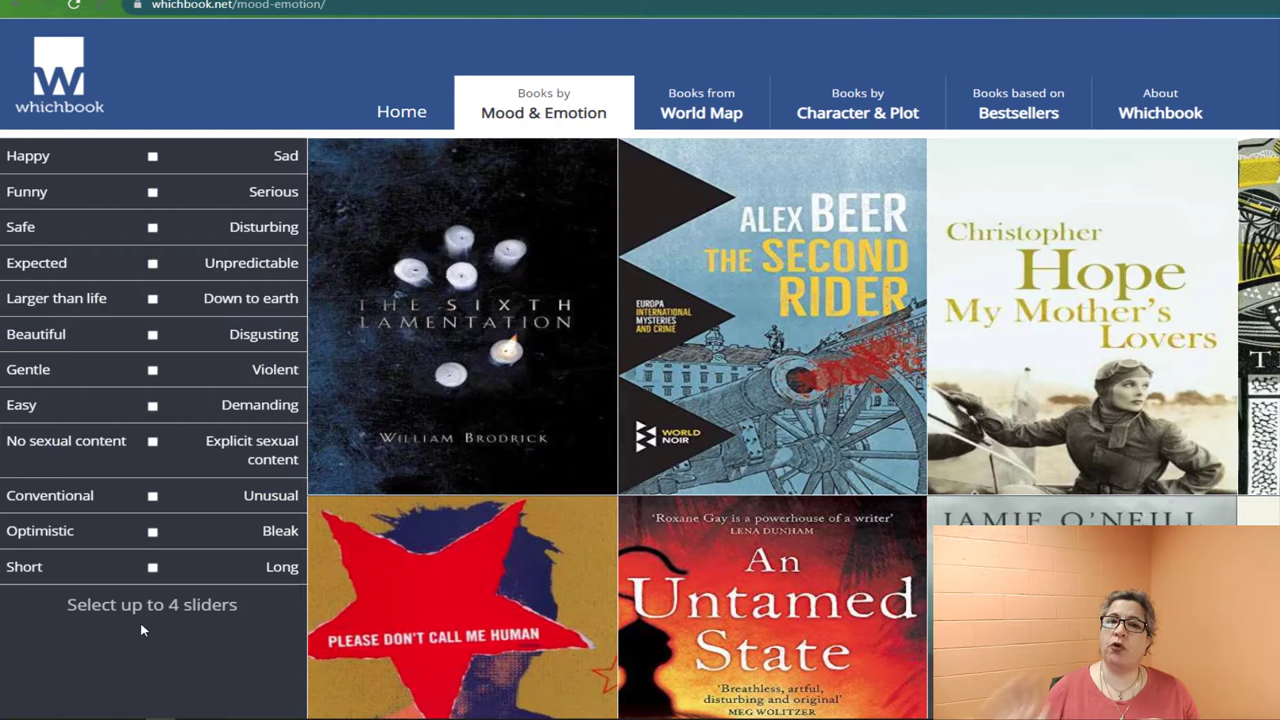 whichbook.net/mood-emotion/
W
whichbook
Home
Books by
Mood & Emotion
Books from
World Map
Books by
Character & Plot
Books based on
Bestsellers
About
Whichbook
Happy Sad
Funny Serious
Safe Disturbing
Expected Unpredictable
Larger than life Down to earth
Beautiful Disgusting
Gentle Violent
Easy Demanding
No sexual content Explicit sexual
content
Conventional Unusual
Optimistic Bleak
Short Long
Select up to 4 sliders
THE SIXTH
LAMENTATION
WILLIAM BRODRICK
ALEX BEER
THE SECOND
RIDER
EUROPA
INTERNATIONAL
MYSTERIES
AND CRIME
WORLD
NOIR
Christopher
Hope
My Mother's
Lovers
PLEASE DON'T CALL ME HUMAN
'Roxane Gay is a powerhouse of a writer'
LENA DUNHAM
An
Untamed
State
'Breathless, artful,
disturbing and original'
MEG WOLITZER
JAMIE O'NEILL